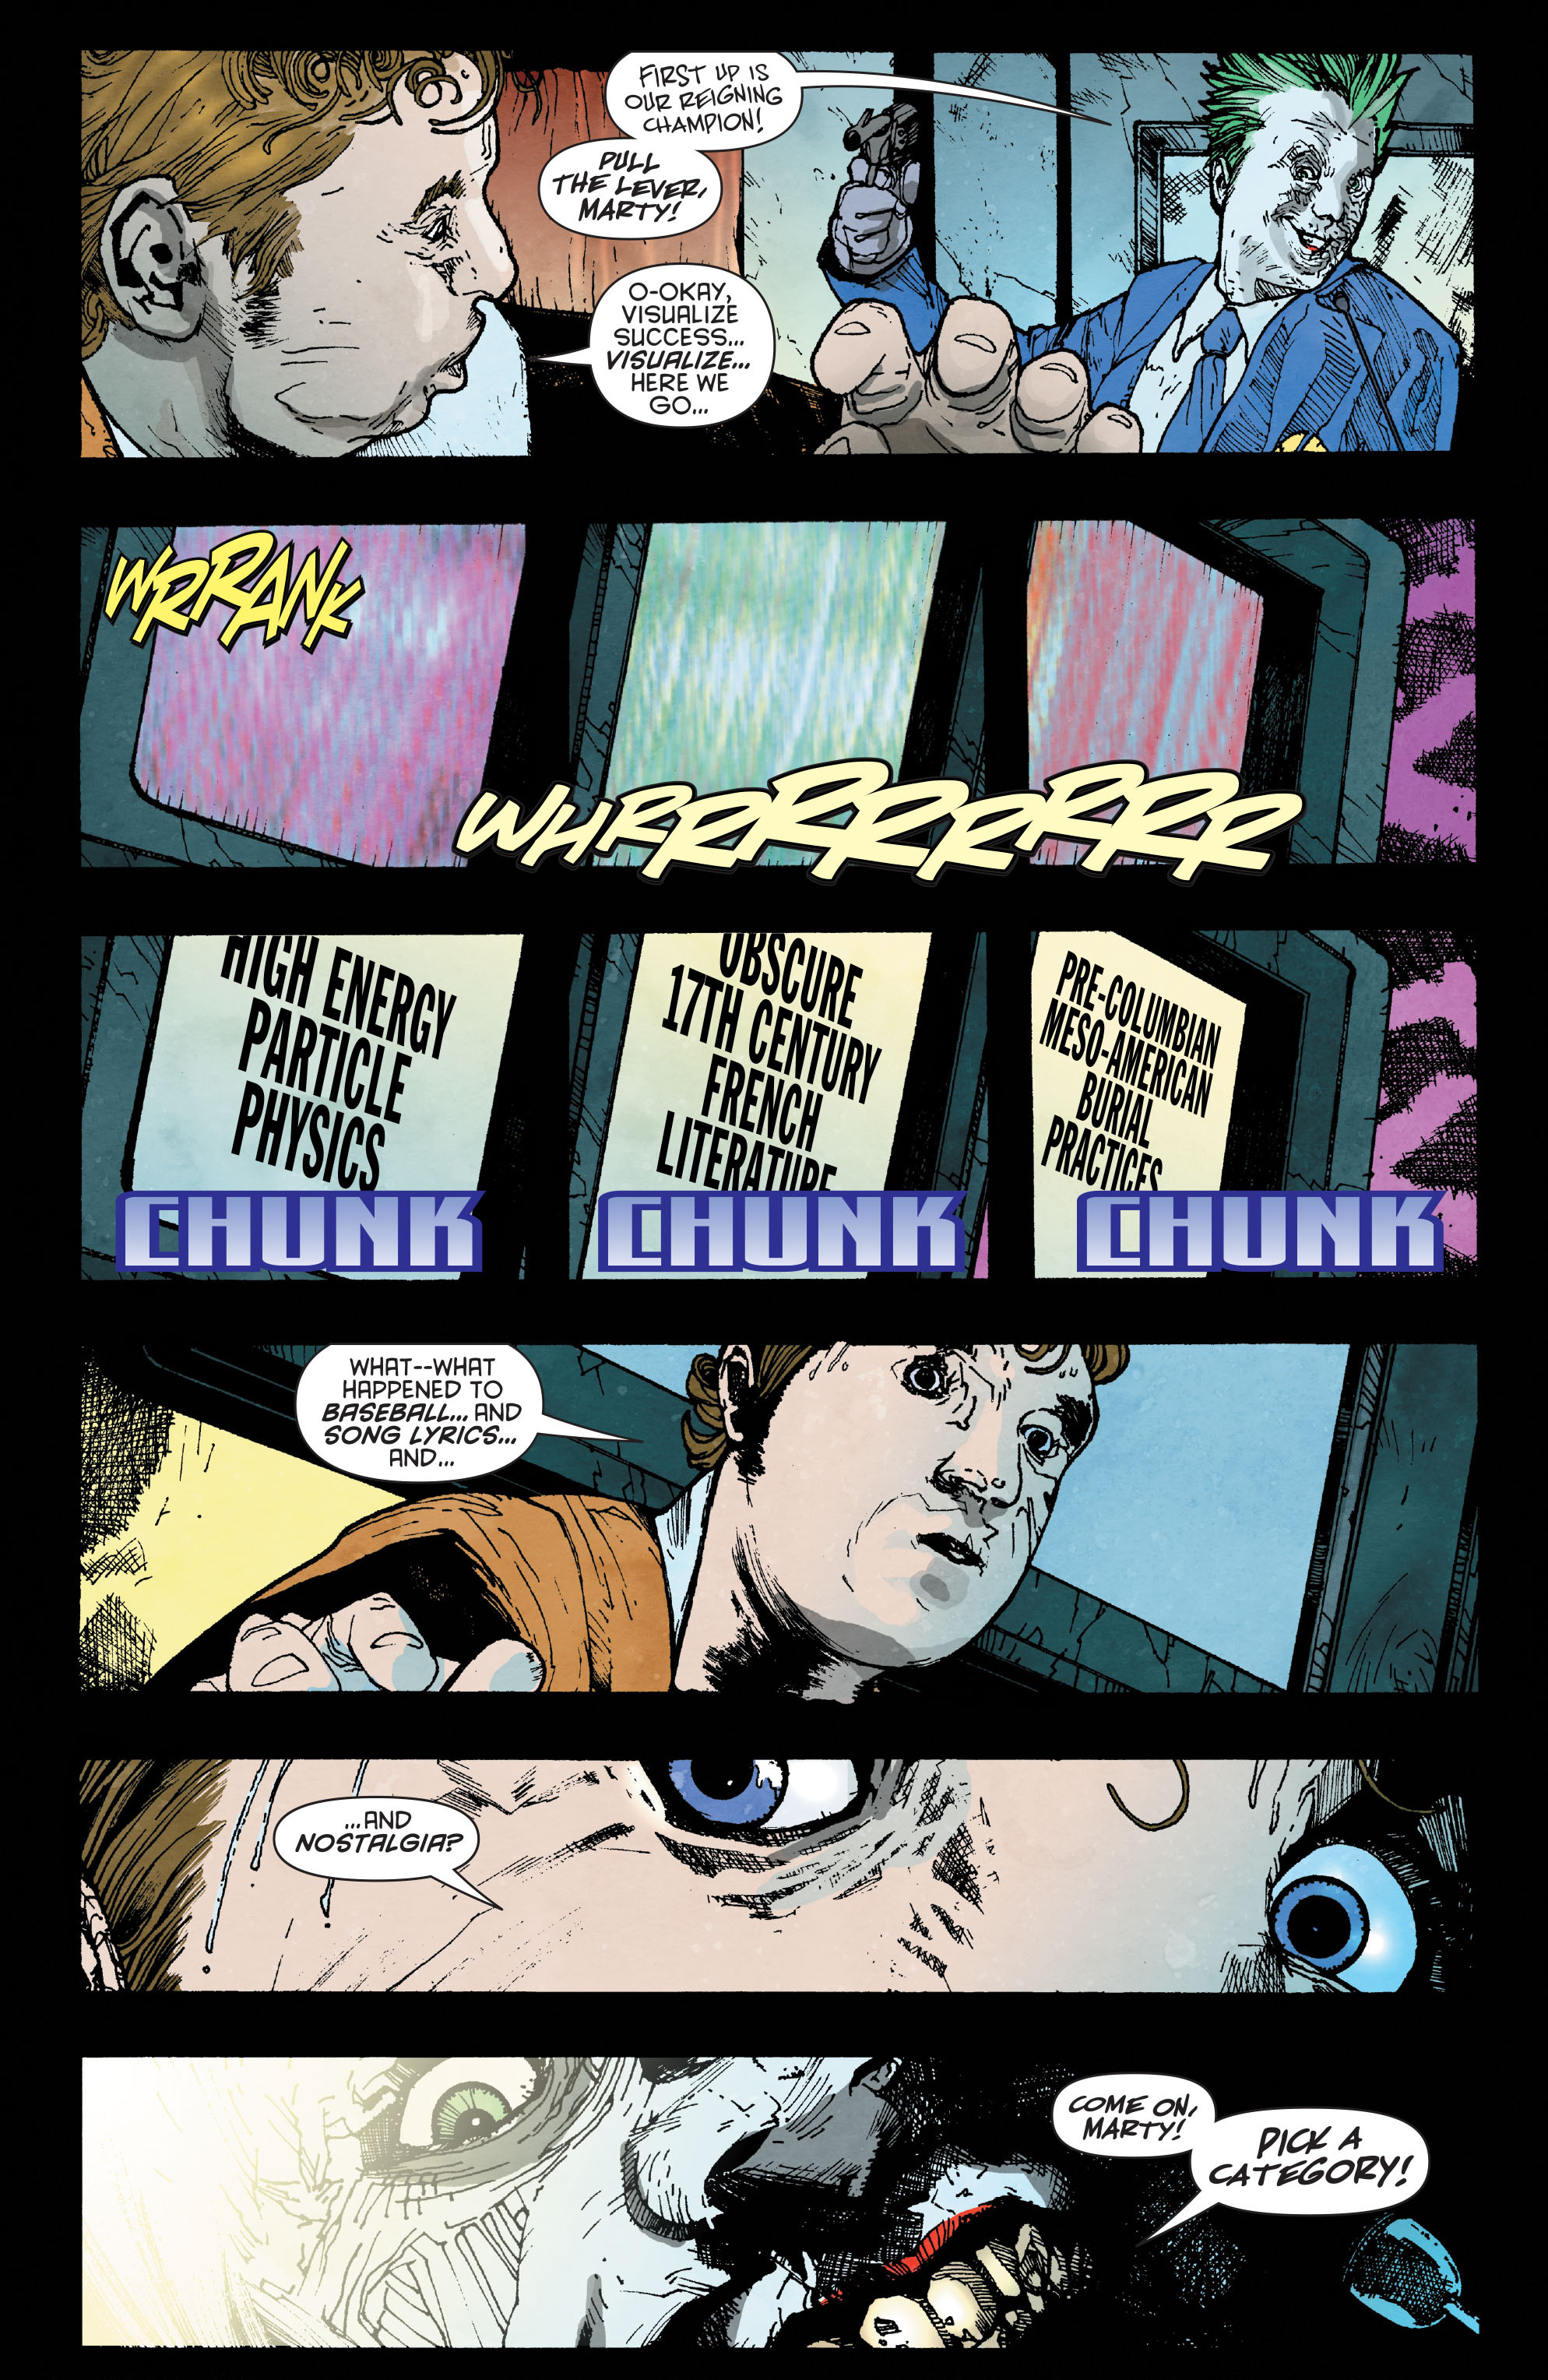 FIRST UP IS
OUR REIGNING
CHAMPION!
PULL
THE LEVER,
MARTY!
O-OKAY,
VISUALIZE
SUCCESS...
VISUALIZE...
HERE WE
GO...
WRRANK
WHRRRRRRRRR
HIGH ENERGY
PARTICLE
PHYSICS
OBSCURE
17TH CENTURY
FRENCH
LITERATURE
PRE-COLUMBIAN
MESO-AMERICAN
BURIAL
PRACTICES
CHUNK
CHUNK
CHUNK
WHAT--WHAT
HAPPENED TO
BASEBALL... AND
SONG LYRICS...
AND...
...AND
NOSTALGIA?
COME ON,
MARTY!
PICK A
CATEGORY!